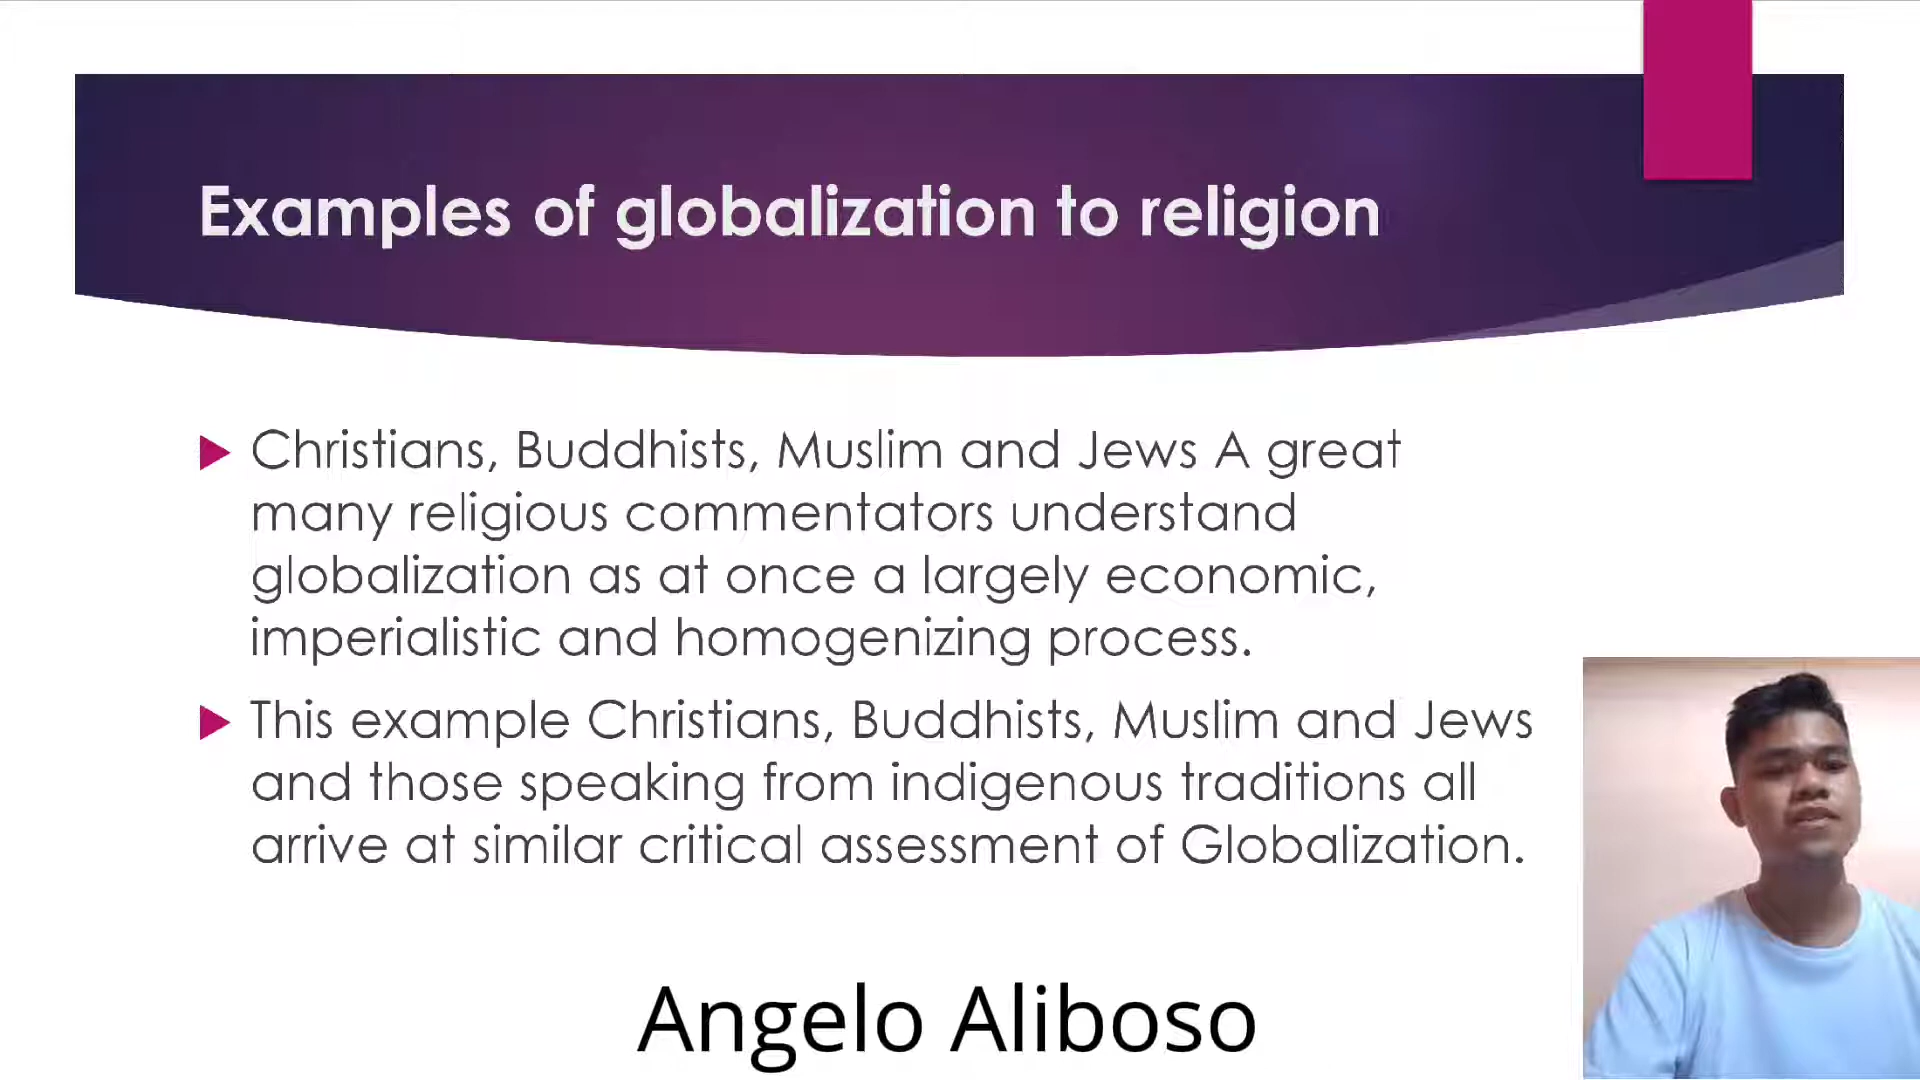 Examples of globalization to religion
Christians, Buddhists, Muslim and Jews A great
many religious commentators understand
globalization as at once a largely economic,
imperialistic and homogenizing process.
This example Christians, Buddhists, Muslim and Jews
and those speaking from indigenous traditions all
arrive at similar critical assessment of Globalization.
Angelo Aliboso